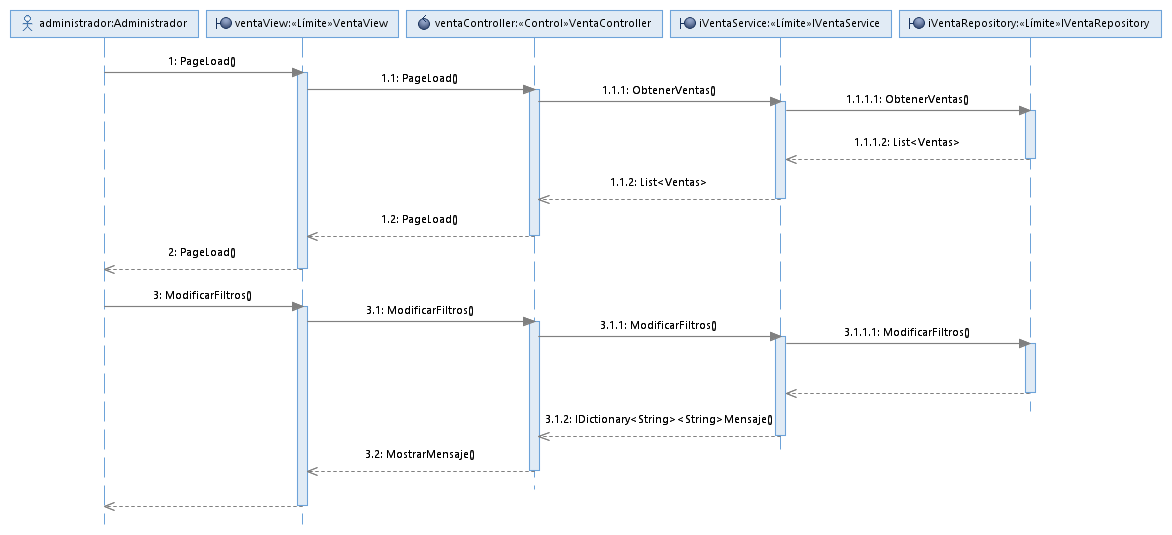 administrador:Administrador
ventaView:«Límite»VentaView
ventaController:«Control»VentaController
iVentaService:«Límite»IVentaService
iVentaRepository:«Límite»IVentaRepository
1: PageLoad()
1.1: PageLoad()
1.1.1: ObtenerVentas()
1.1.1.1: ObtenerVentas()
1.1.1.2: List<Ventas>
1.1.2: List<Ventas>
1.2: PageLoad()
2: PageLoad()
3: ModificarFiltros()
3.1: ModificarFiltros()
3.1.1: ModificarFiltros()
3.1.1.1: ModificarFiltros()
3.1.2: IDictionary<String><String>Mensaje()
3.2: MostrarMensaje()